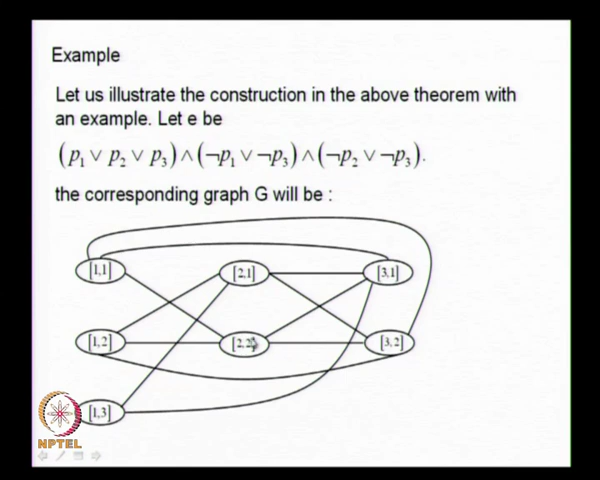 Example
Let us illustrate the construction in the above theorem with
an example. Let e be
(p₁ ∨ p₂ ∨ p₃) ∧ (¬p₁ ∨ ¬p₃) ∧ (¬p₂ ∨ ¬p₃).
the corresponding graph G will be :
[1,1] [2,1] [3,1]
[1,2] [2,2] [3,2]
[1,3]
NPTEL